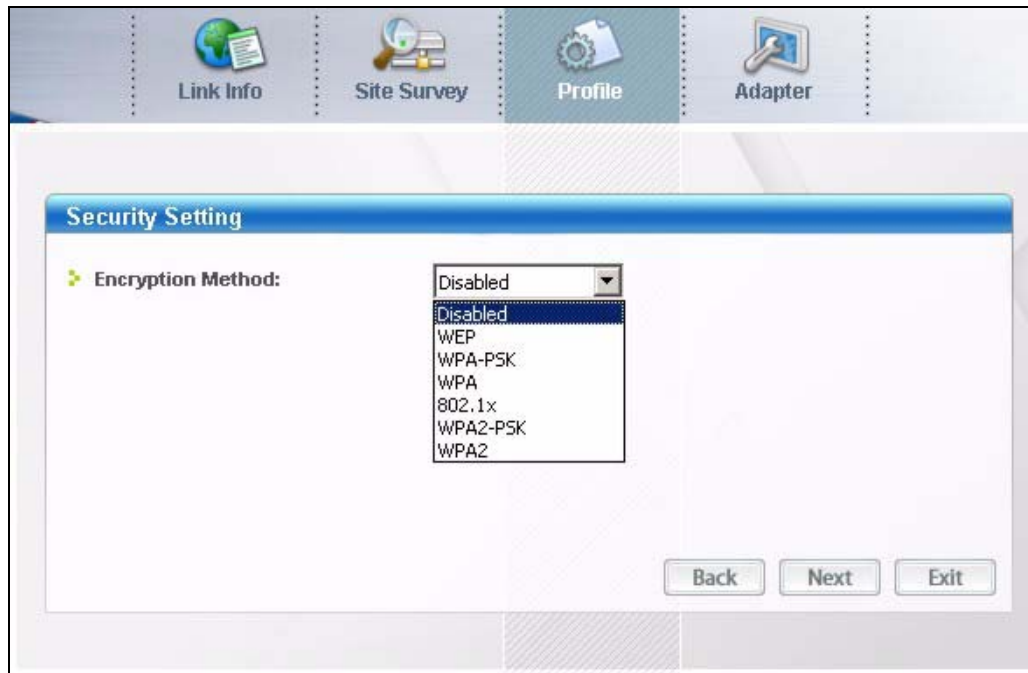 Link Info Site Survey Profile Adapter
Security Setting
Encryption Method: Disabled
Disabled
WEP
WPA-PSK
WPA
802.1x
WPA2-PSK
WPA2
Back Next Exit